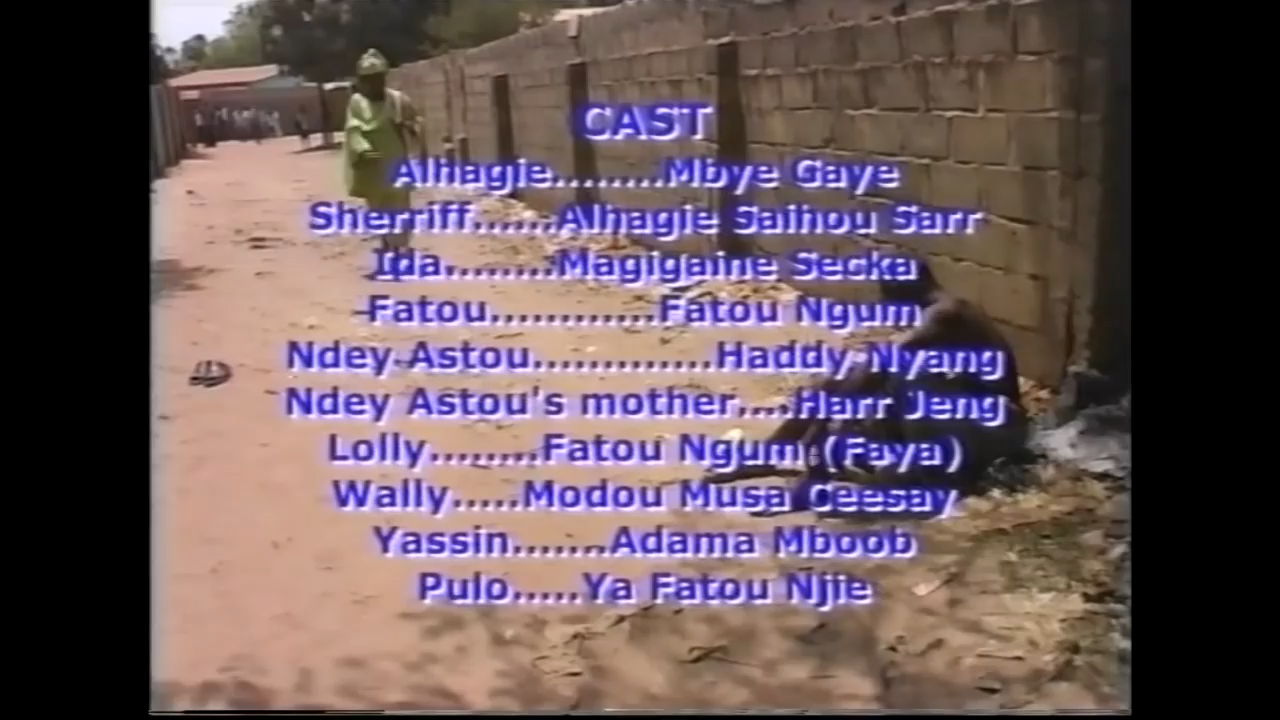 CAST
Alhagie.........Mbye Gaye
Sherriff.......Alhagie Saihou Sarr
Ida.........Magigaine Secka
Fatou............Fatou Ngum
Ndey Astou.............Haddy Nyang
Ndey Astou's mother....Harr Jeng
Lolly........Fatou Ngum (Faya)
Wally.....Modou Musa Ceesay
Yassin.......Adama Mboob
Pulo.....Ya Fatou Njie